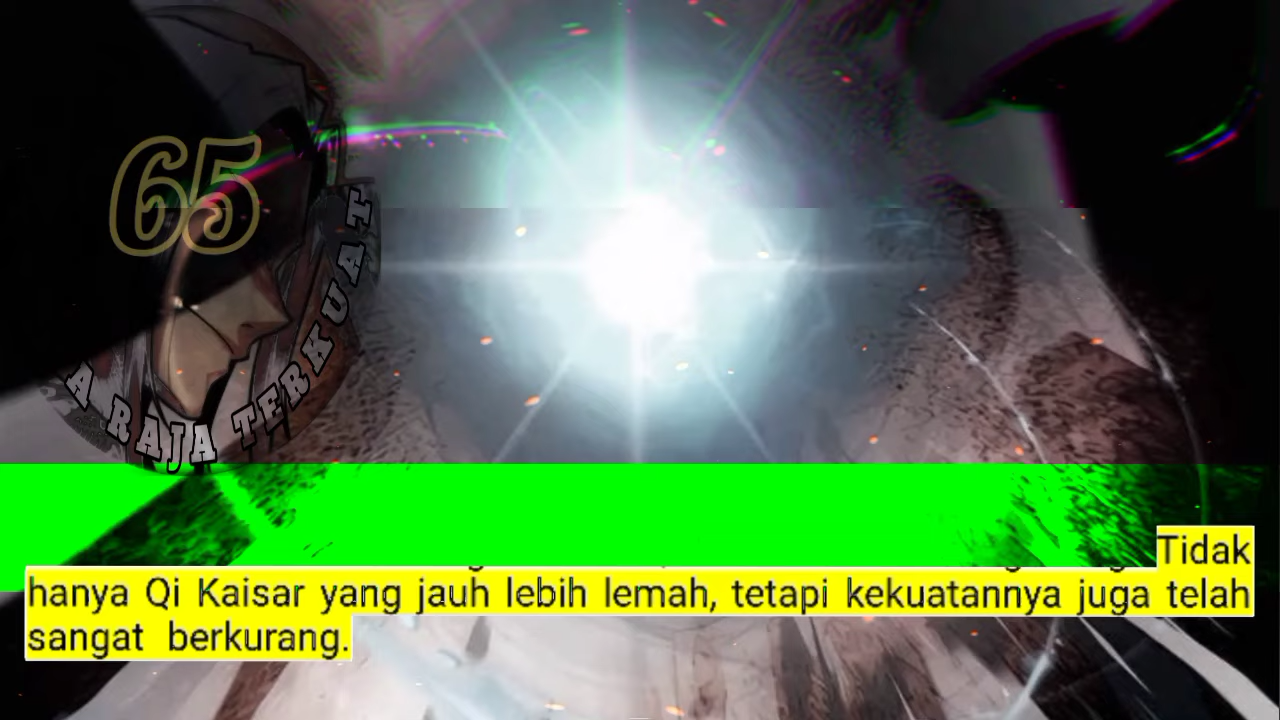 65
A RAJA TERKUAT
Tidak
hanya Qi Kaisar yang jauh lebih lemah, tetapi kekuatannya juga telah
sangat berkurang.